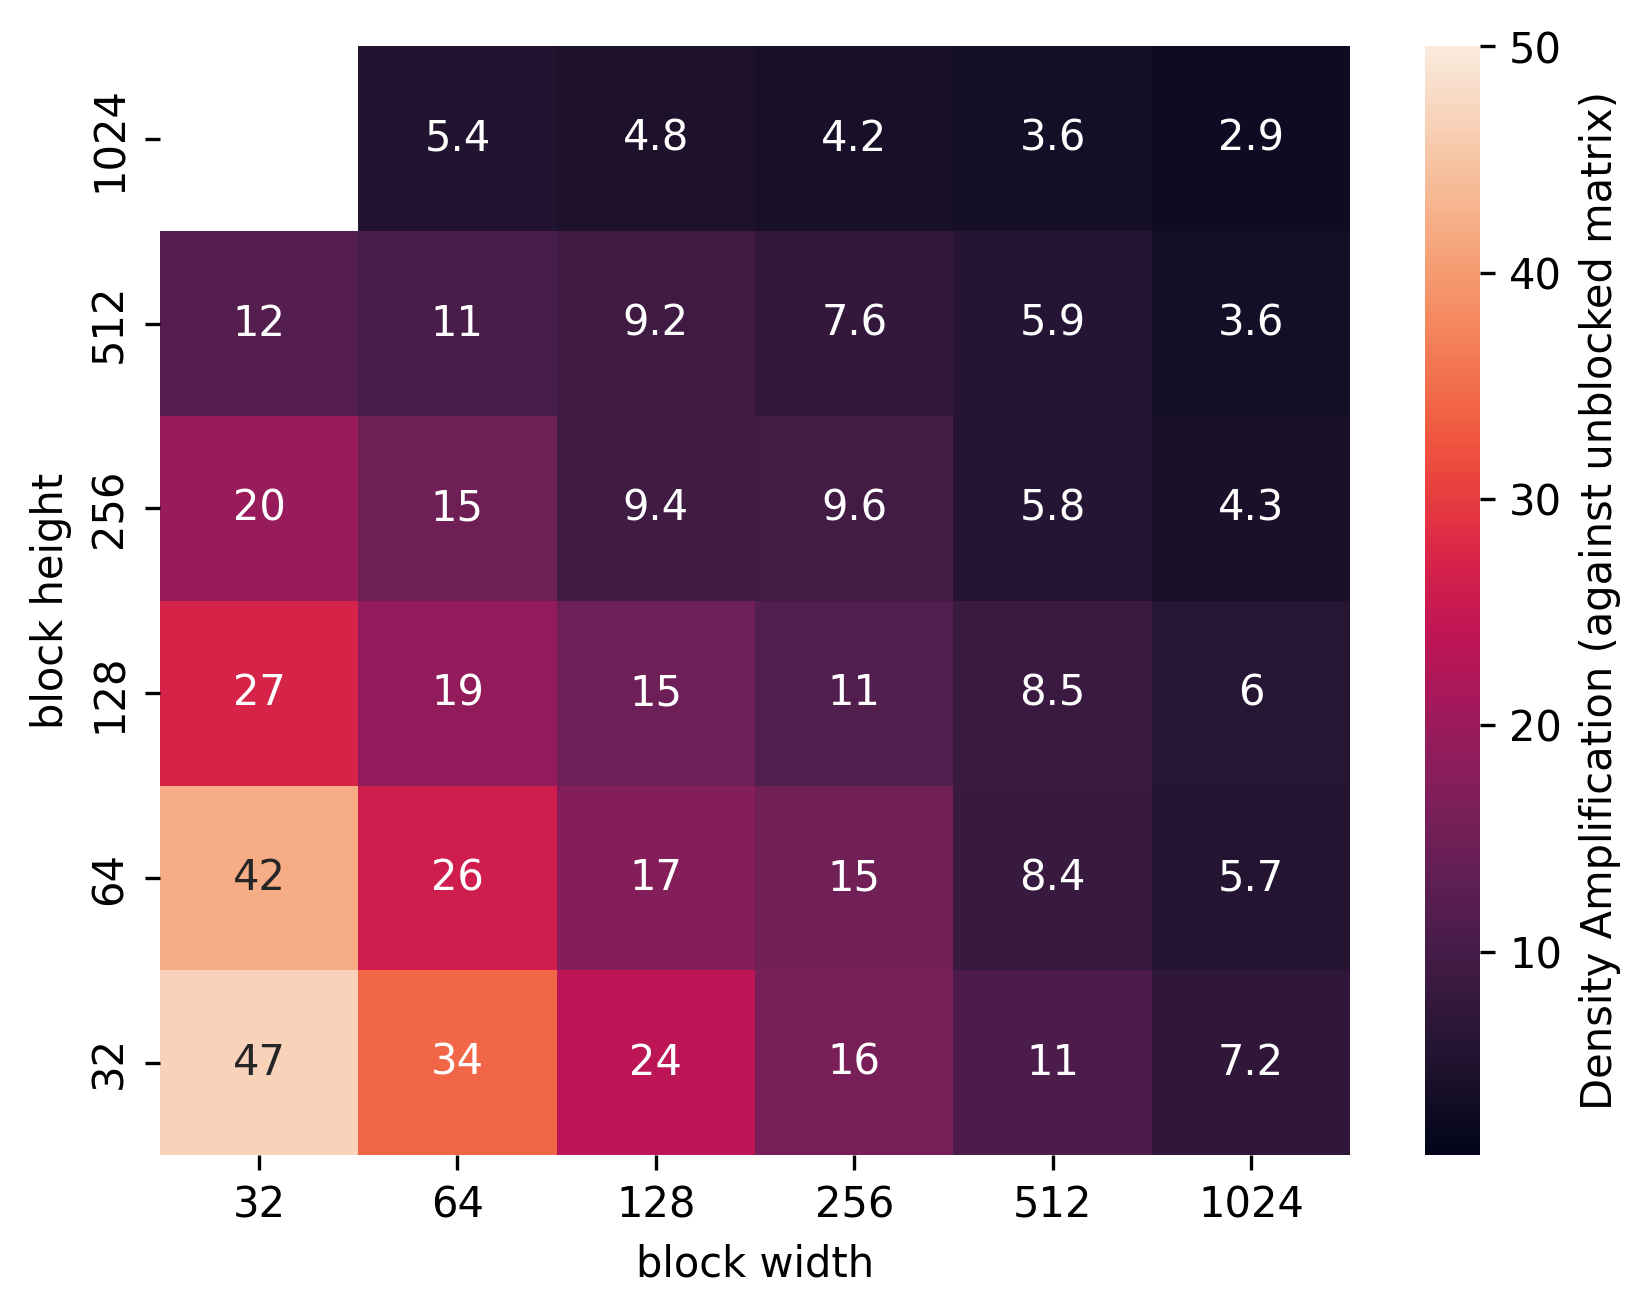 50
1024
5.4 4.8 4.2 3.6 2.9
40
512
12 11 9.2 7.6 5.9 3.6
256
20 15 9.4 9.6 5.8 4.3
30
block height
Density Amplification (against unblocked matrix)
128
27 19 15 11 8.5 6
20
64
42 26 17 15 8.4 5.7
10
32
47 34 24 16 11 7.2
32 64 128 256 512 1024
block width